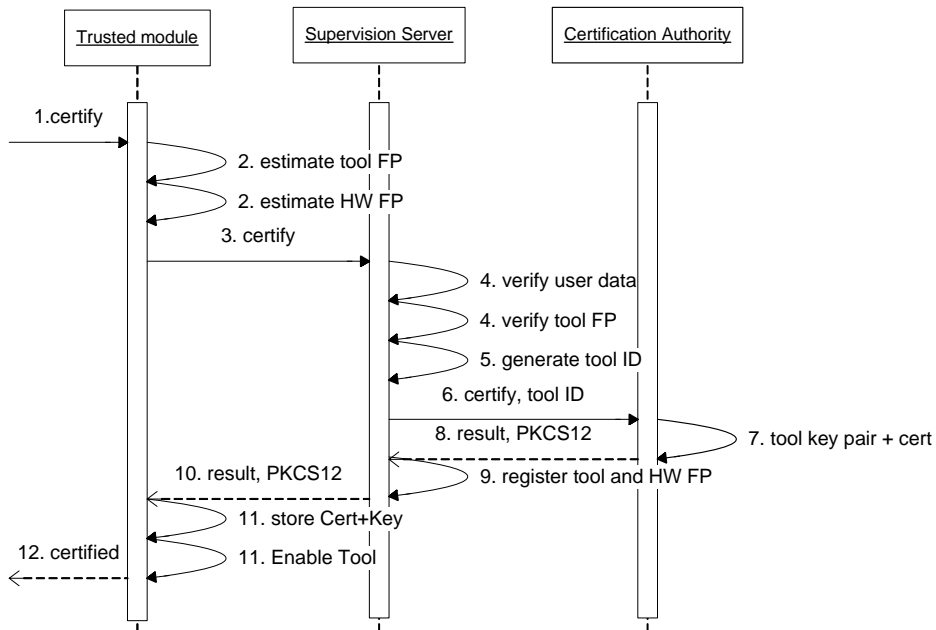 Trusted module
Supervision Server
Certification Authority
1.certify
2. estimate tool FP
2. estimate HW FP
3. certify
4. verify user data
4. verify tool FP
5. generate tool ID
6. certify, tool ID
7. tool key pair + cert
8. result, PKCS12
9. register tool and HW FP
10. result, PKCS12
11. store Cert+Key
11. Enable Tool
12. certified